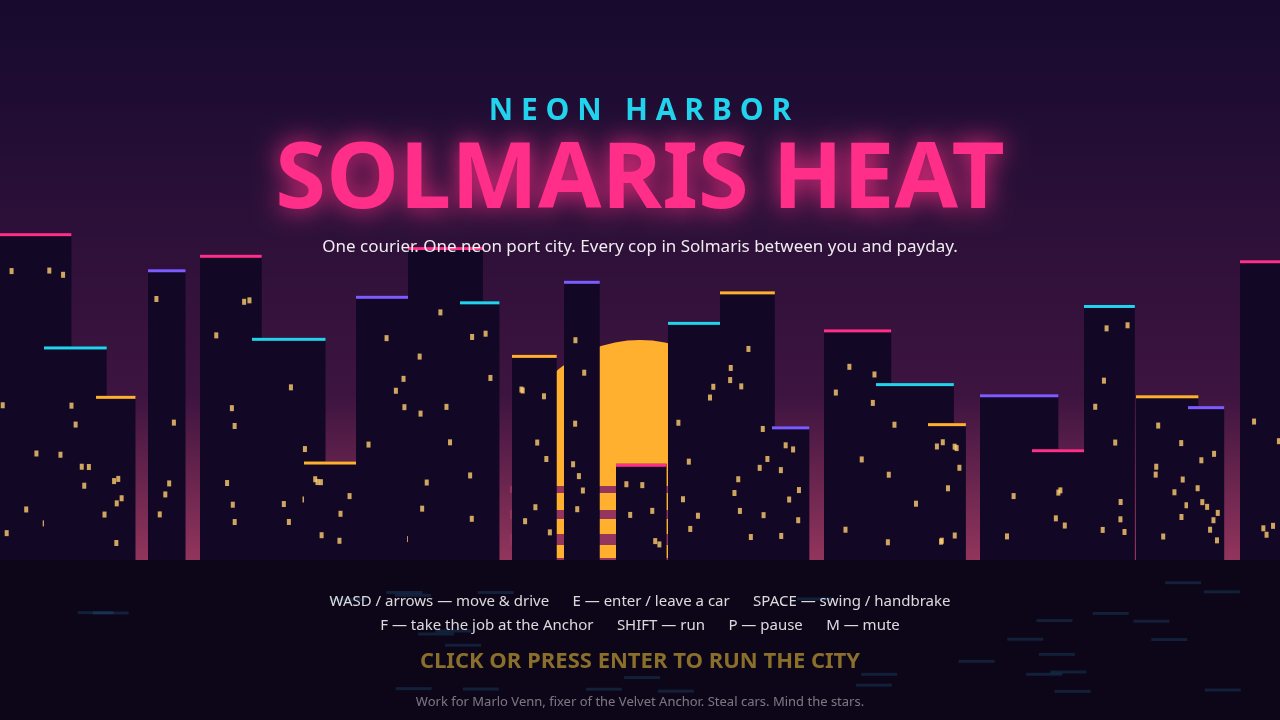 NEON HARBOR
SOLMARIS HEAT
One courier. One neon port city. Every cop in Solmaris between you and payday.
WASD / arrows — move & drive E — enter / leave a car SPACE — swing / handbrake
F — take the job at the Anchor SHIFT — run P — pause M — mute
CLICK OR PRESS ENTER TO RUN THE CITY
Work for Marlo Venn, fixer of the Velvet Anchor. Steal cars. Mind the stars.